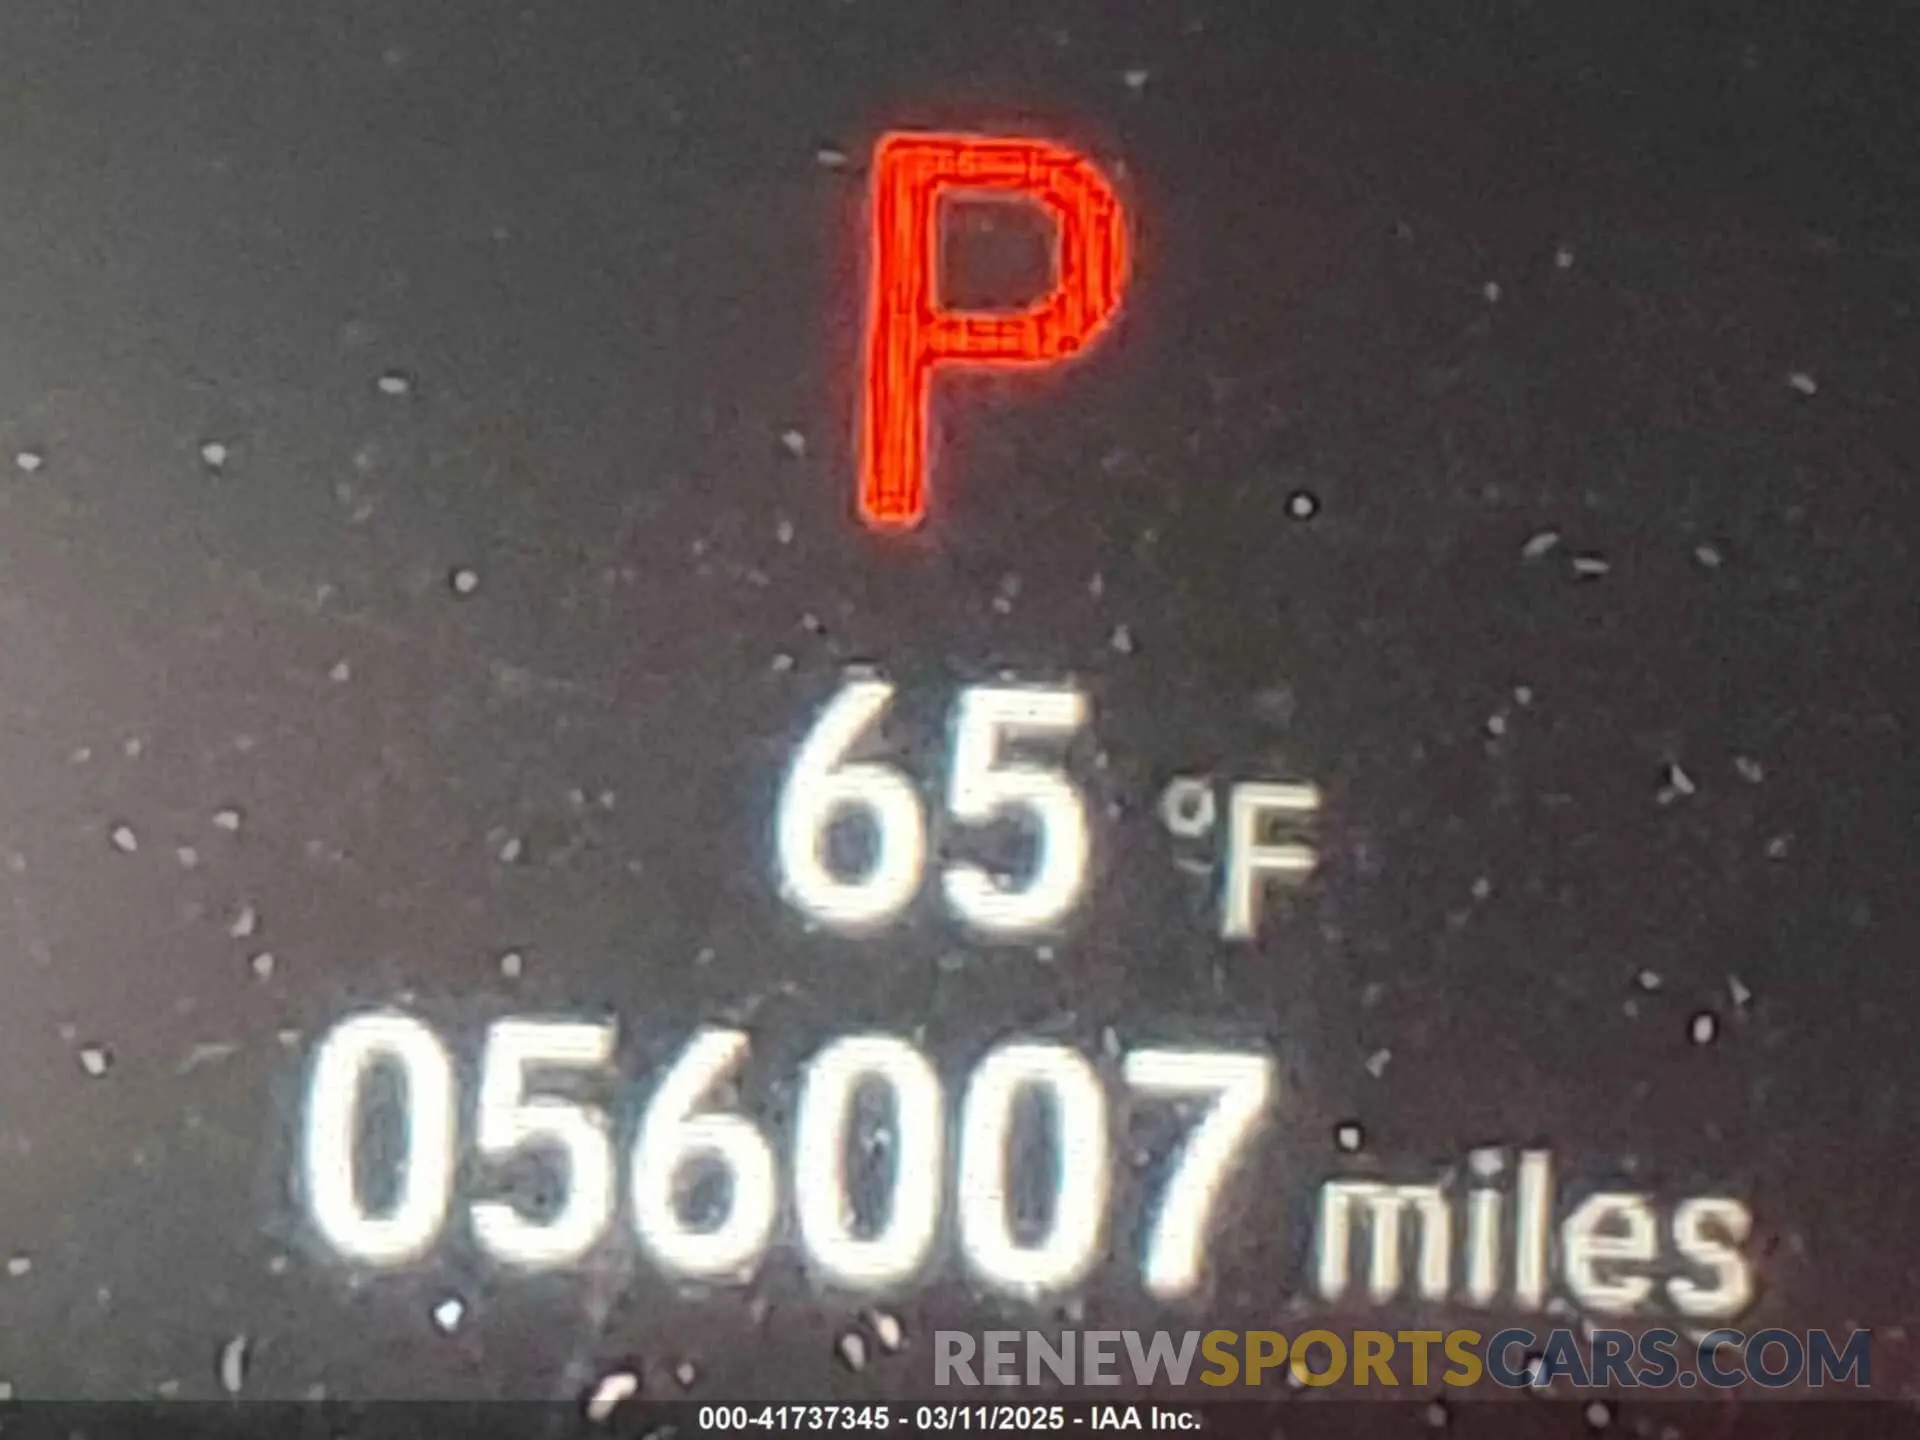 P
65 °F
056007 miles
RENEWSPORTSCARS.COM
000-41737345 - 03/11/2025 - IAA Inc.